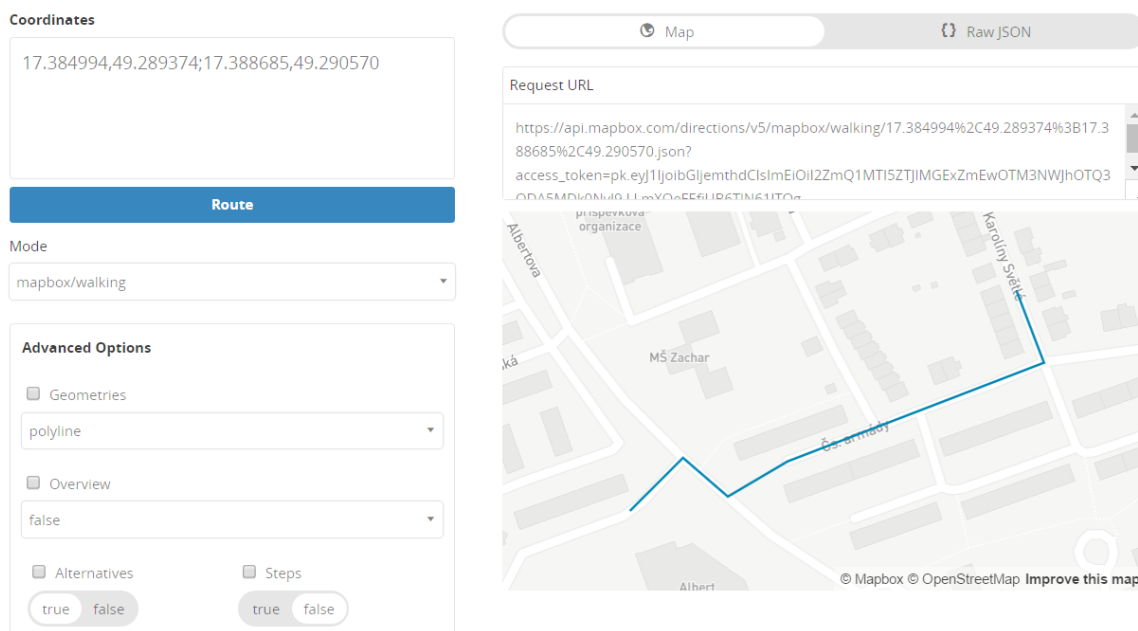 Coordinates
17.384994,49.289374;17.388685,49.290570
Route
Mode
mapbox/walking
Advanced Options
Geometries
polyline
Overview
false
Alternatives
Steps
true false
true false
Map
Raw JSON
Request URL
https://api.mapbox.com/directions/v5/mapbox/walking/17.384994%2C49.289374%3B17.3
88685%2C49.290570.json?
příspěvková
organizace
Albertova
Karolíny Světlé
MŠ Zachar
ská
Čs. armády
Albert
© Mapbox © OpenStreetMap Improve this map